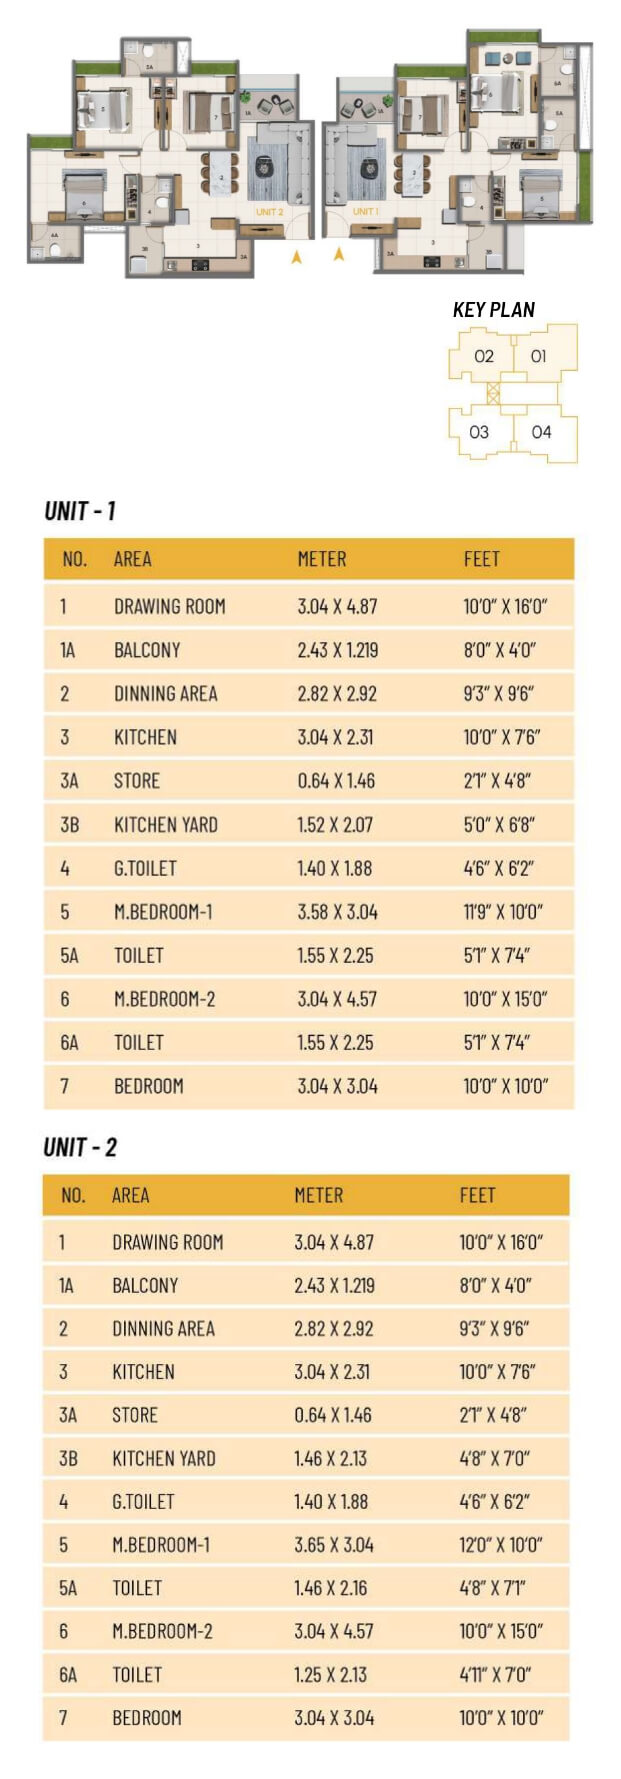 5A
5
7
1A
1A
7
6
6A
5A
2
2
6
4
UNIT 2
UNIT 1
4
5
6A
3B
3
3A
3A
3
3B
KEY PLAN
02 01
03 04
UNIT - 1
NO. AREA METER FEET
1 DRAWING ROOM 3.04 X 4.87 10'0" X 16'0"
1A BALCONY 2.43 X 1.219 8'0" X 4'0"
2 DINNING AREA 2.82 X 2.92 9'3" X 9'6"
3 KITCHEN 3.04 X 2.31 10'0" X 7'6"
3A STORE 0.64 X 1.46 2'1" X 4'8"
3B KITCHEN YARD 1.52 X 2.07 5'0" X 6'8"
4 G.TOILET 1.40 X 1.88 4'6" X 6'2"
5 M.BEDROOM-1 3.58 X 3.04 11'9" X 10'0"
5A TOILET 1.55 X 2.25 5'1" X 7'4"
6 M.BEDROOM-2 3.04 X 4.57 10'0" X 15'0"
6A TOILET 1.55 X 2.25 5'1" X 7'4"
7 BEDROOM 3.04 X 3.04 10'0" X 10'0"
UNIT - 2
NO. AREA METER FEET
1 DRAWING ROOM 3.04 X 4.87 10'0" X 16'0"
1A BALCONY 2.43 X 1.219 8'0" X 4'0"
2 DINNING AREA 2.82 X 2.92 9'3" X 9'6"
3 KITCHEN 3.04 X 2.31 10'0" X 7'6"
3A STORE 0.64 X 1.46 2'1" X 4'8"
3B KITCHEN YARD 1.46 X 2.13 4'8" X 7'0"
4 G.TOILET 1.40 X 1.88 4'6" X 6'2"
5 M.BEDROOM-1 3.65 X 3.04 12'0" X 10'0"
5A TOILET 1.46 X 2.16 4'8" X 7'1"
6 M.BEDROOM-2 3.04 X 4.57 10'0" X 15'0"
6A TOILET 1.25 X 2.13 4'11" X 7'0"
7 BEDROOM 3.04 X 3.04 10'0" X 10'0"